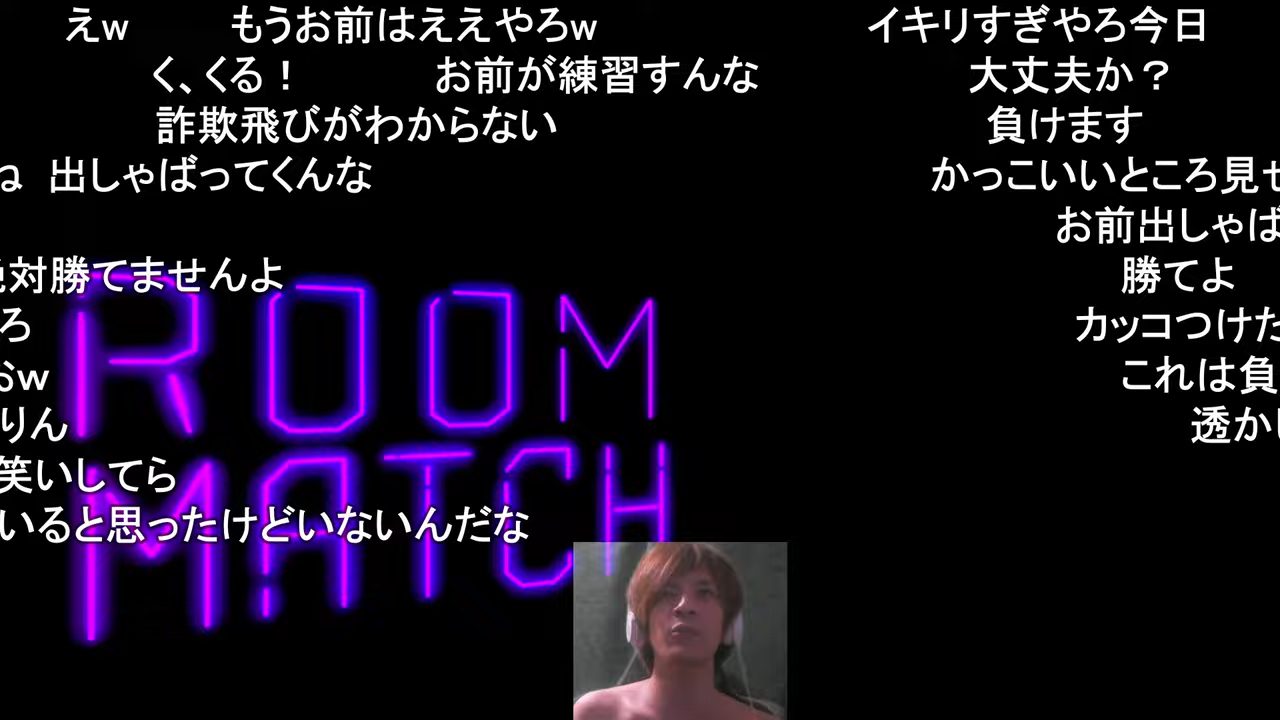 えw もうお前はええやろw イキリすぎやろ今日
く、くる！ お前が練習すんな 大丈夫か？
詐欺飛びがわからない 負けます
ね 出しゃばってくんな かっこいいところ見せ
お前出しゃば
対勝てませんよ 勝てよ
ろ カッコつけた
おw これは負
りん 透か
笑いしてら
いると思ったけどいないんだな
ROOM
MATCH